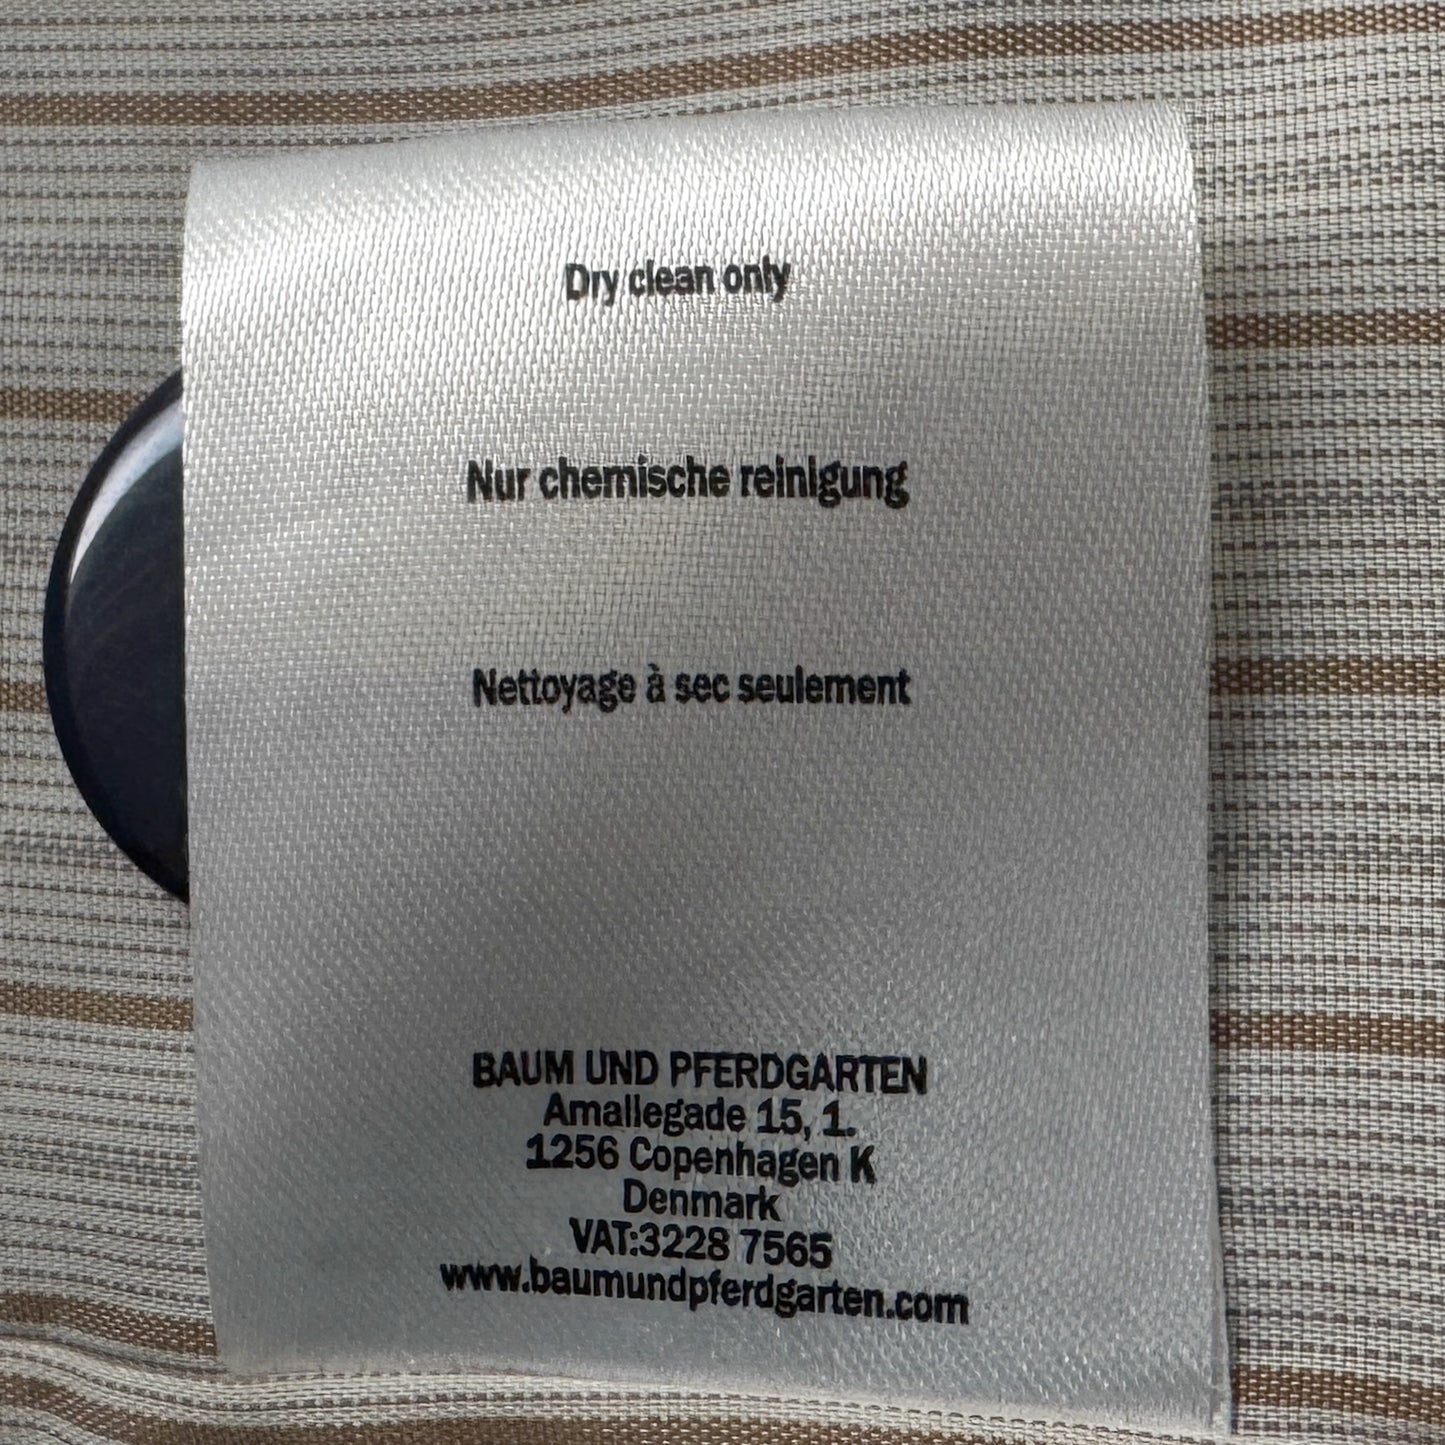 Dry clean only
Nur chemische reinigung
Nettoyage à sec seulement
BAUM UND PFERDGARTEN
Amallegade 15, 1.
1256 Copenhagen K
Denmark
VAT:3228 7565
www.baumundpferdgarten.com